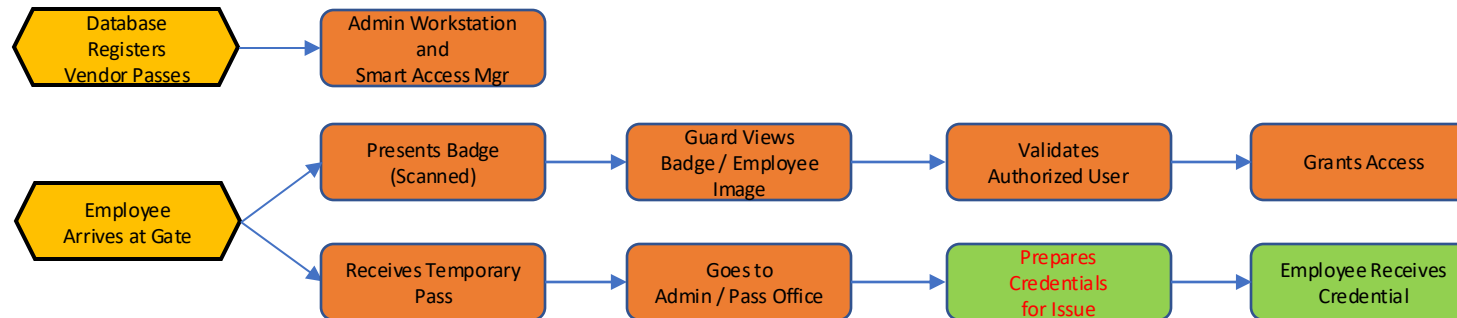 Database
Registers
Vendor Passes
Admin Workstation
and
Smart Access Mgr
Employee
Arrives at Gate
Presents Badge
(Scanned)
Guard Views
Badge / Employee
Image
Validates
Authorized User
Grants Access
Receives Temporary
Pass
Goes to
Admin / Pass Office
Prepares
Credentials
for Issue
Employee Receives
Credential